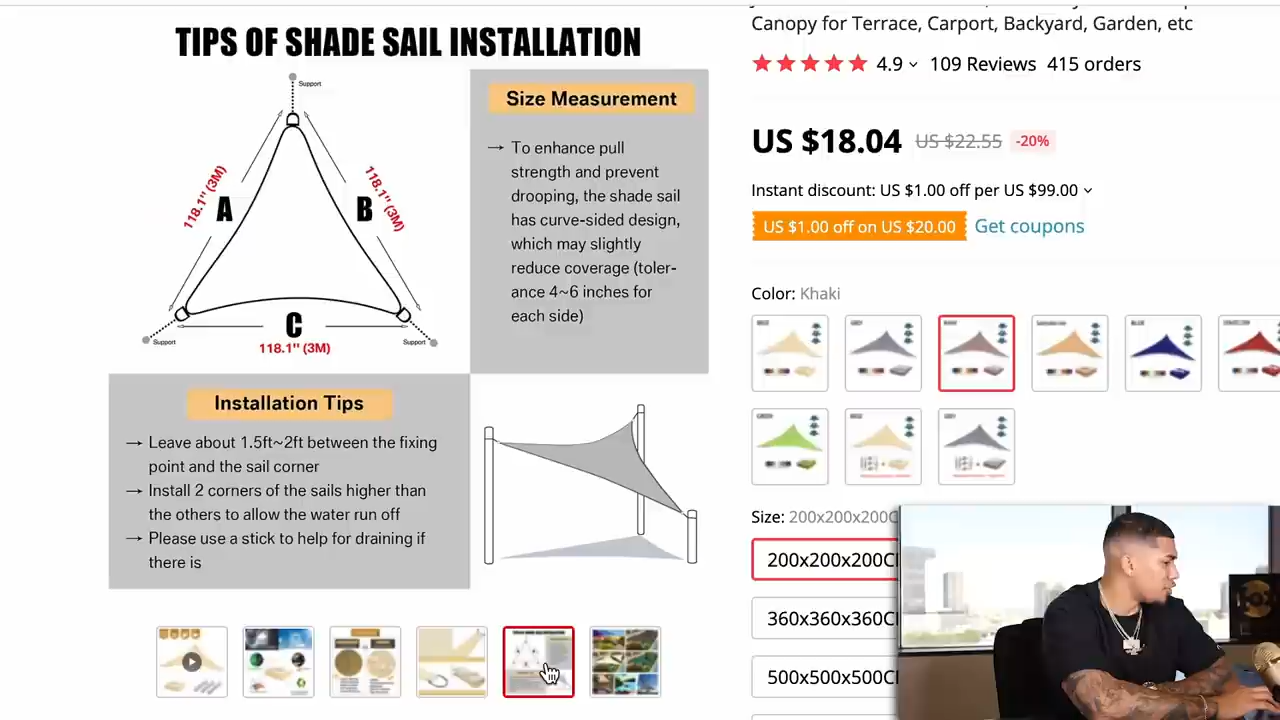 TIPS OF SHADE SAIL INSTALLATION
Support
A
118.1" (3M)
B
118.1" (3M)
C
118.1" (3M)
Support
Support
Size Measurement
→ To enhance pull
strength and prevent
drooping, the shade sail
has curve-sided design,
which may slightly
reduce coverage (toler-
ance 4~6 inches for
each side)
Installation Tips
→ Leave about 1.5ft~2ft between the fixing
point and the sail corner
→ Install 2 corners of the sails higher than
the others to allow the water run off
→ Please use a stick to help for draining if
there is
Canopy for Terrace, Carport, Backyard, Garden, etc
4.9 109 Reviews 415 orders
US $18.04 US $22.55 -20%
Instant discount: US $1.00 off per US $99.00
US $1.00 off on US $20.00 Get coupons
Color: Khaki
Size: 200x200x200C
200x200x200C
360x360x360C
500x500x500C